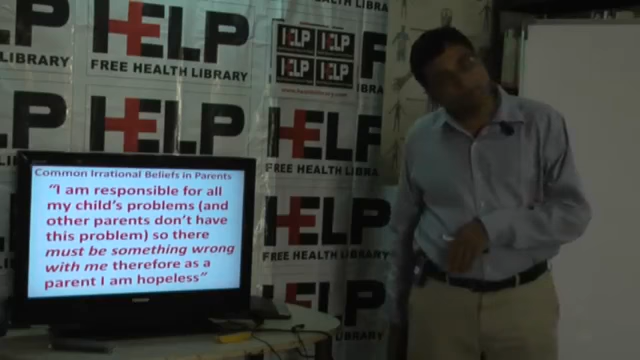 HELP
FREE HEALTH LIBRARY
HELP
FREE HEALTH LIBRARY
HELP HELP
HELP HELP
HELP
FREE HEALTH LIBRARY
HELP
FREE HEALTH LIBRARY
Common Irrational Beliefs in Parents
"I am responsible for all
my child's problems (and
other parents don't have
this problem) so there
must be something wrong
with me therefore as a
parent I am hopeless"